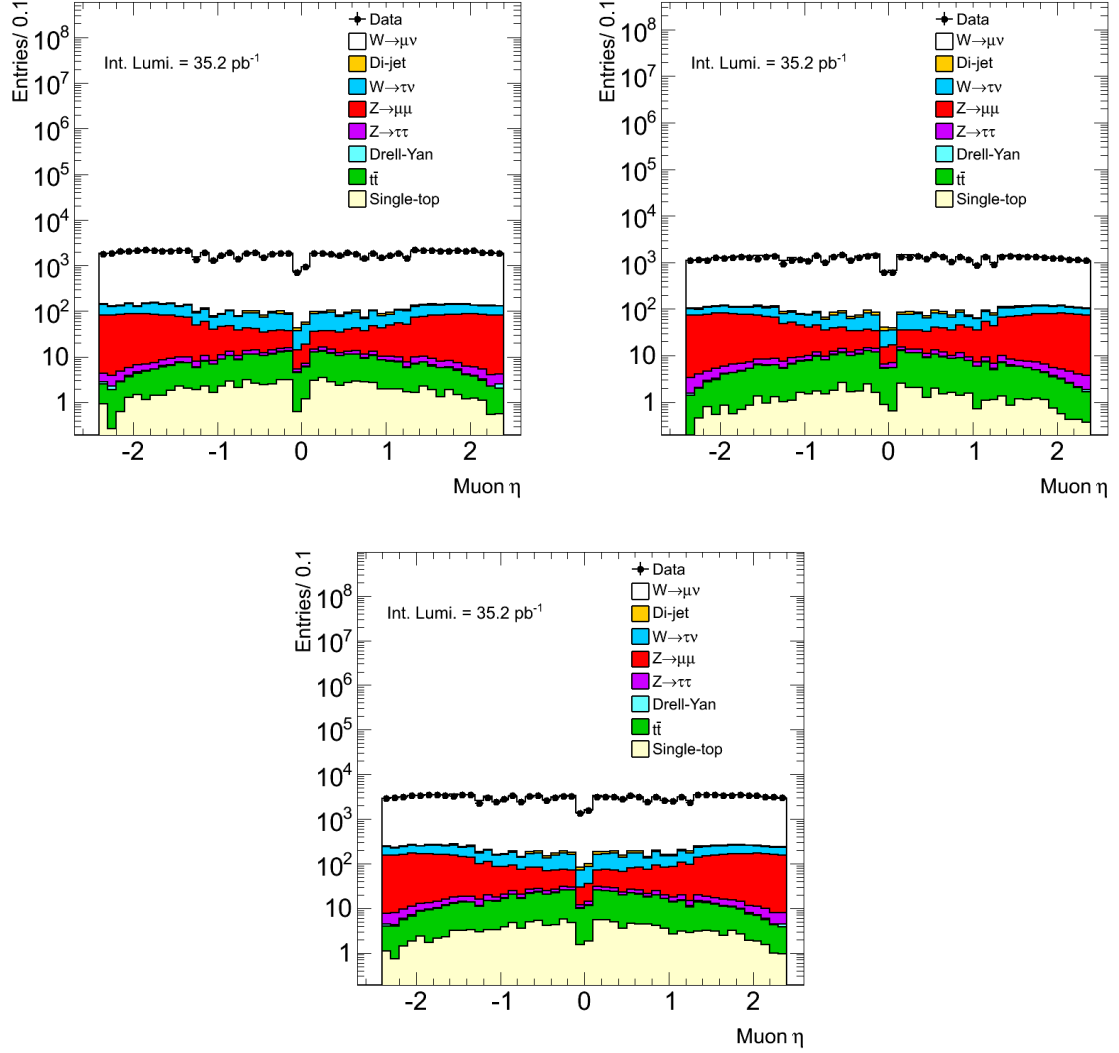 Entries/ 0.1
10⁸
10⁷
10⁶
10⁵
10⁴
10³
10²
10
1
Int. Lumi. = 35.2 pb⁻¹
Data
W→μν
Di-jet
W→τν
Z→μμ
Z→ττ
Drell-Yan
tt̄
Single-top
-2 -1 0 1 2
Muon η
Entries/ 0.1
10⁸
10⁷
10⁶
10⁵
10⁴
10³
10²
10
1
Int. Lumi. = 35.2 pb⁻¹
Data
W→μν
Di-jet
W→τν
Z→μμ
Z→ττ
Drell-Yan
tt̄
Single-top
-2 -1 0 1 2
Muon η
Entries/ 0.1
10⁸
10⁷
10⁶
10⁵
10⁴
10³
10²
10
1
Int. Lumi. = 35.2 pb⁻¹
Data
W→μν
Di-jet
W→τν
Z→μμ
Z→ττ
Drell-Yan
tt̄
Single-top
-2 -1 0 1 2
Muon η